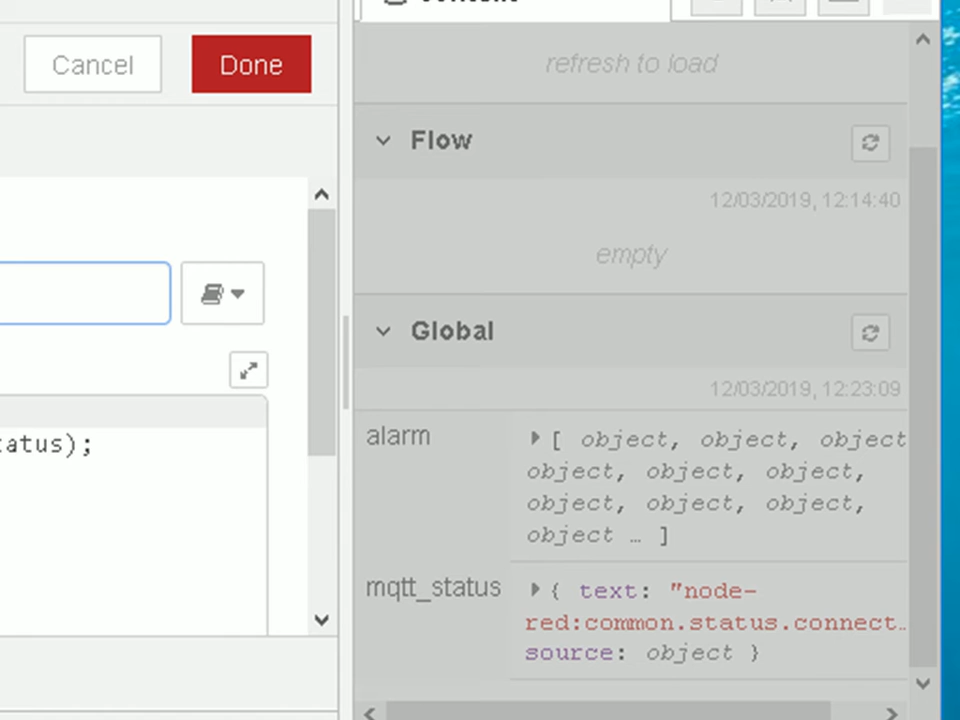 Cancel
Done
refresh to load
Flow
12/03/2019, 12:14:40
empty
Global
12/03/2019, 12:23:09
tatus);
alarm
[ object, object, object
object, object, object,
object, object, object,
object … ]
mqtt_status
{ text: "node-
red:common.status.connect…
source: object }